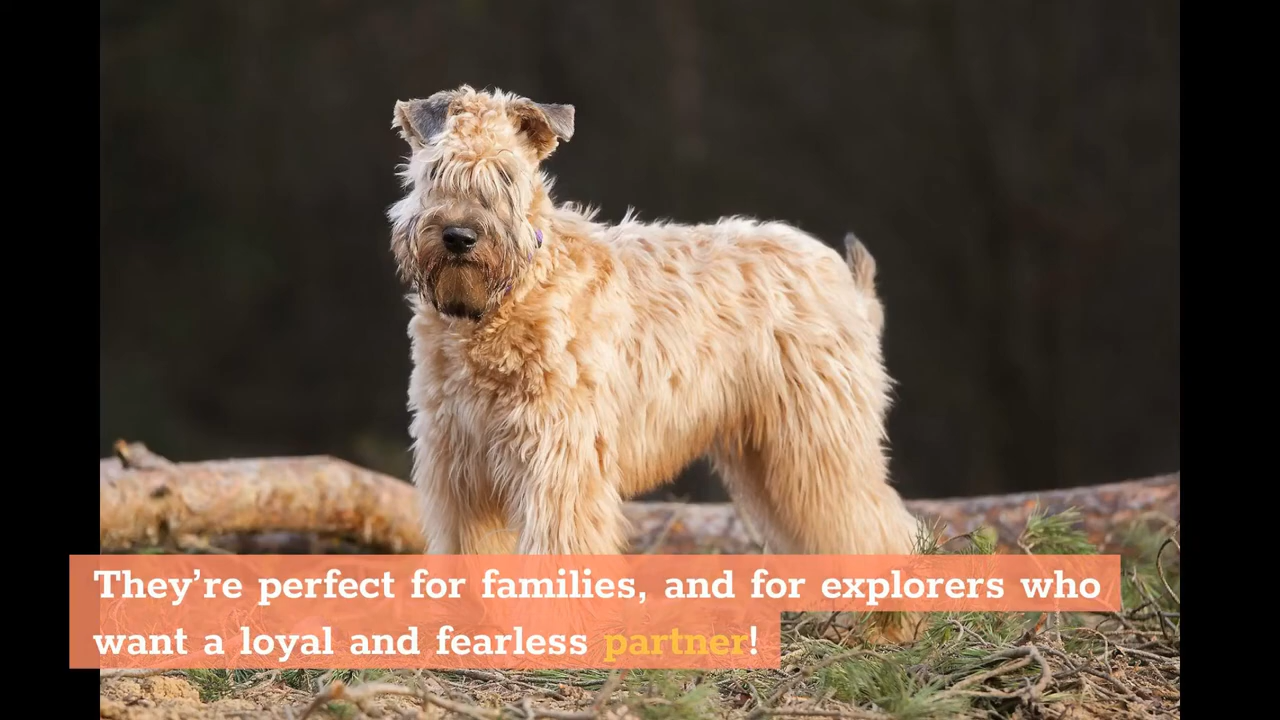 They’re perfect for families, and for explorers who
want a loyal and fearless partner!